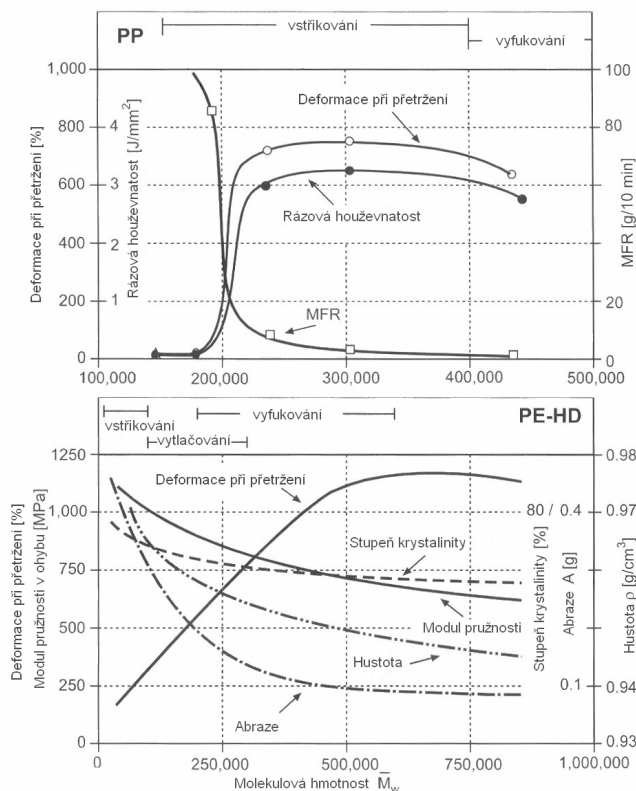 PP
vstřikování
vyfukování
1,000
100
Deformace při přetržení
800
4
80
600
3
60
Rázová houževnatost
400
2
40
200
1
20
MFR
0
0
100,000
200,000
300,000
400,000
500,000
Deformace při přetržení [%]
Rázová houževnatost [J/mm²]
MFR [g/10 min]
vstřikování
vytlačování
vyfukování
PE-HD
1250
0.98
Deformace při přetržení
1,000
80 / 0.4
0.97
Stupeň krystalinity
750
Modul pružnosti
500
Hustota
250
0.1
0.94
Abraze
0
0.93
0
250,000
500,000
750,000
1,000,000
Molekulová hmotnost M̅w
Deformace při přetržení [%]
Modul pružnosti v ohybu [MPa]
Stupeň krystalinity [%]
Abraze A [g]
Hustota ρ [g/cm³]